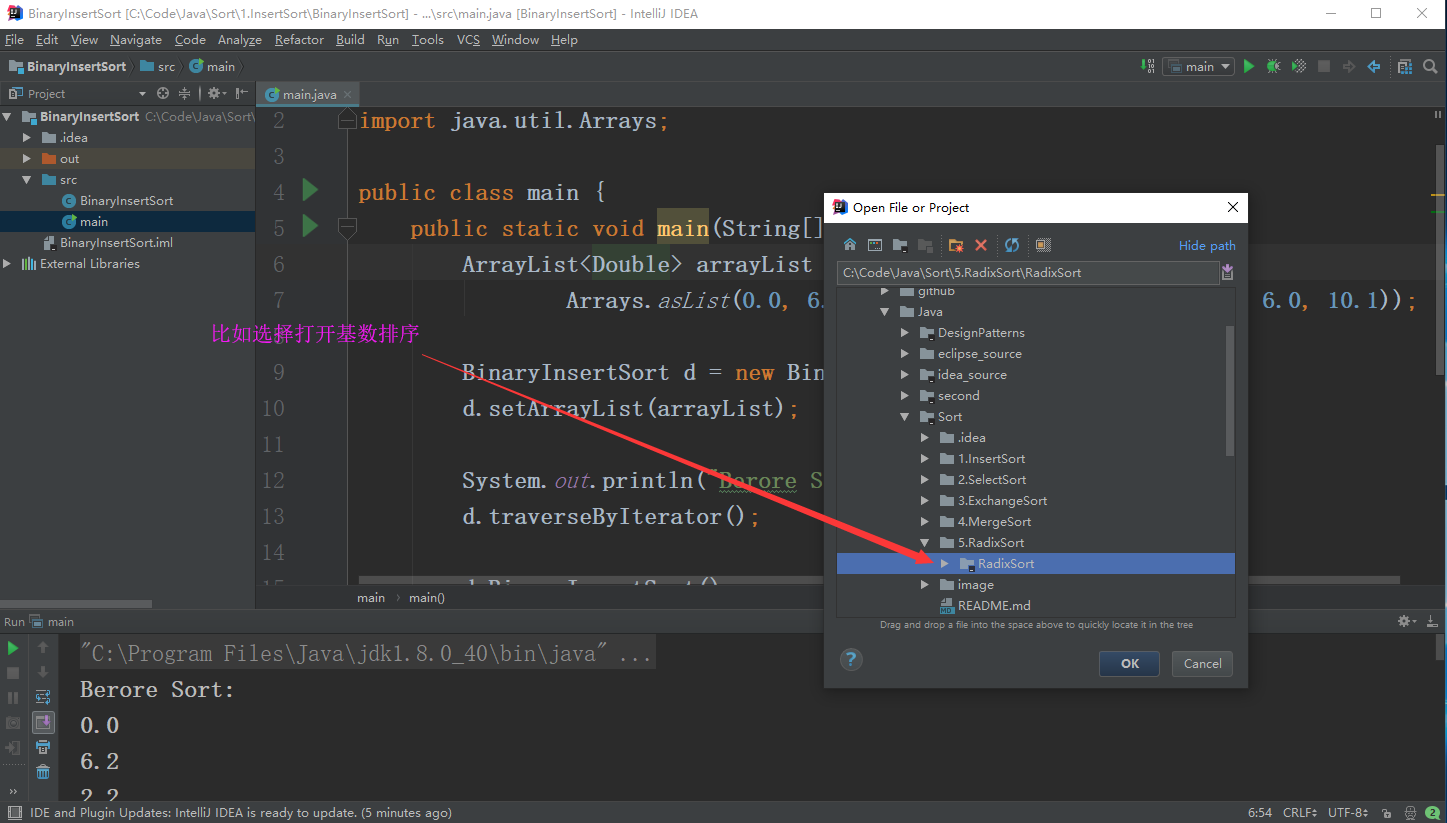 BinaryInsertSort [C:\Code\Java\Sort\1.InsertSort\BinaryInsertSort] - ...\src\main.java [BinaryInsertSort] - IntelliJ IDEA
File Edit View Navigate Code Analyze Refactor Build Run Tools VCS Window Help
BinaryInsertSort src main
main
Project
main.java
BinaryInsertSort C:\Code\Java\Sort\
.idea
out
src
BinaryInsertSort
main
BinaryInsertSort.iml
External Libraries
2 import java.util.Arrays;
3
4 public class main {
5 public static void main(String[]
6 ArrayList<Double> arrayList
7 Arrays.asList(0.0, 6. 6.0, 10.1));
比如选择打开基数排序
9 BinaryInsertSort d = new Bin
10 d.setArrayList(arrayList);
11
12 System.out.println("Berore S
13 d.traverseByIterator();
14
main main()
Open File or Project
Hide path
C:\Code\Java\Sort\5.RadixSort\RadixSort
github
Java
DesignPatterns
eclipse_source
idea_source
second
Sort
.idea
1.InsertSort
2.SelectSort
3.ExchangeSort
4.MergeSort
5.RadixSort
RadixSort
image
README.md
Drag and drop a file into the space above to quickly locate it in the tree
?
OK Cancel
Run main
"C:\Program Files\Java\jdk1.8.0_40\bin\java" ...
Berore Sort:
0.0
6.2
2.2
IDE and Plugin Updates: IntelliJ IDEA is ready to update. (5 minutes ago)
6:54 CRLF UTF-8 2